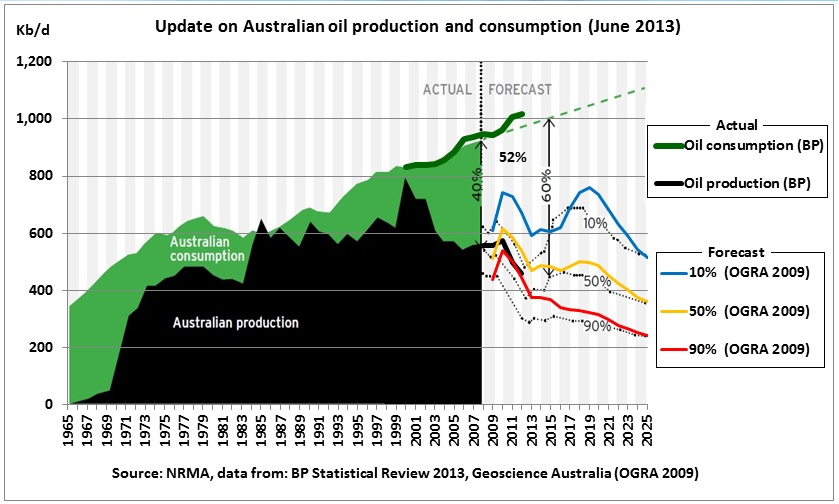 Update on Australian oil production and consumption (June 2013)
Kb/d
1,200
1,000
800
600
400
200
0
ACTUAL
FORECAST
40%
52%
60%
10%
50%
90%
Australian
consumption
Australian production
Actual
Oil consumption (BP)
Oil production (BP)
Forecast
10% (OGRA 2009)
50% (OGRA 2009)
90% (OGRA 2009)
1965
1967
1969
1971
1973
1975
1977
1979
1981
1983
1985
1987
1989
1991
1993
1995
1997
1999
2001
2003
2005
2007
2009
2011
2013
2015
2017
2019
2021
2023
2025
Source: NRMA, data from: BP Statistical Review 2013, Geoscience Australia (OGRA 2009)